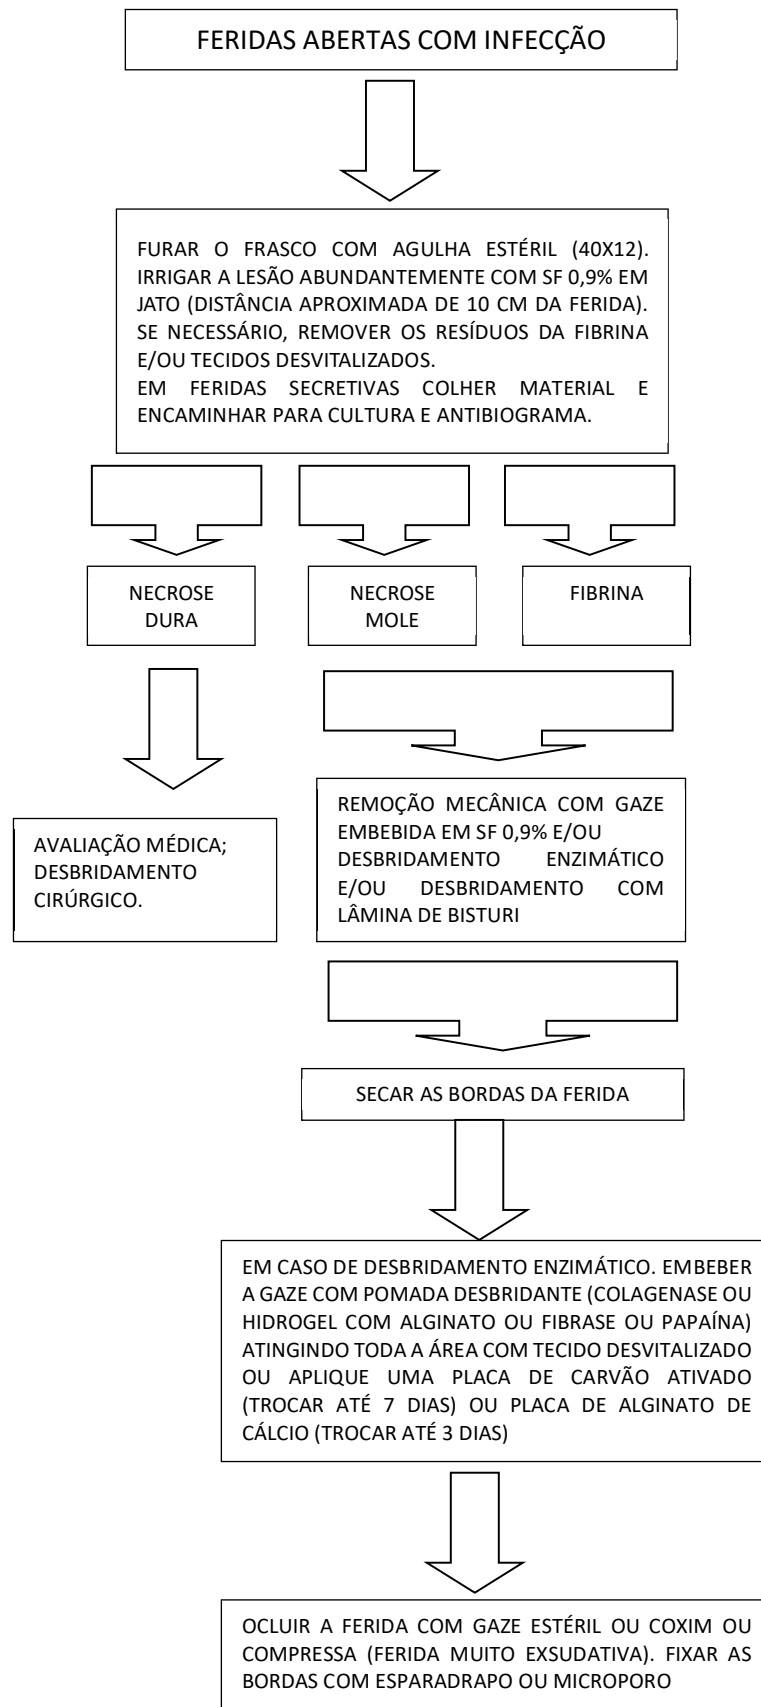 FERIDAS ABERTAS COM INFECÇÃO
FURAR O FRASCO COM AGULHA ESTÉRIL (40X12).
IRRIGAR A LESÃO ABUNDANTEMENTE COM SF 0,9% EM
JATO (DISTÂNCIA APROXIMADA DE 10 CM DA FERIDA).
SE NECESSÁRIO, REMOVER OS RESÍDUOS DA FIBRINA
E/OU TECIDOS DESVITALIZADOS.
EM FERIDAS SECRETIVAS COLHER MATERIAL E
ENCAMINHAR PARA CULTURA E ANTIBIOGRAMA.
NECROSE
DURA
NECROSE
MOLE
FIBRINA
AVALIAÇÃO MÉDICA;
DESBRIDAMENTO
CIRÚRGICO.
REMOÇÃO MECÂNICA COM GAZE
EMBEBIDA EM SF 0,9% E/OU
DESBRIDAMENTO ENZIMÁTICO
E/OU DESBRIDAMENTO COM
LÂMINA DE BISTURI
SECAR AS BORDAS DA FERIDA
EM CASO DE DESBRIDAMENTO ENZIMÁTICO. EMBEBER
A GAZE COM POMADA DESBRIDANTE (COLAGENASE OU
HIDROGEL COM ALGINATO OU FIBRASE OU PAPAÍNA)
ATINGINDO TODA A ÁREA COM TECIDO DESVITALIZADO
OU APLIQUE UMA PLACA DE CARVÃO ATIVADO
(TROCAR ATÉ 7 DIAS) OU PLACA DE ALGINATO DE
CÁLCIO (TROCAR ATÉ 3 DIAS)
OCLUIR A FERIDA COM GAZE ESTÉRIL OU COXIM OU
COMPRESSA (FERIDA MUITO EXSUDATIVA). FIXAR AS
BORDAS COM ESPARADRAPO OU MICROPORO